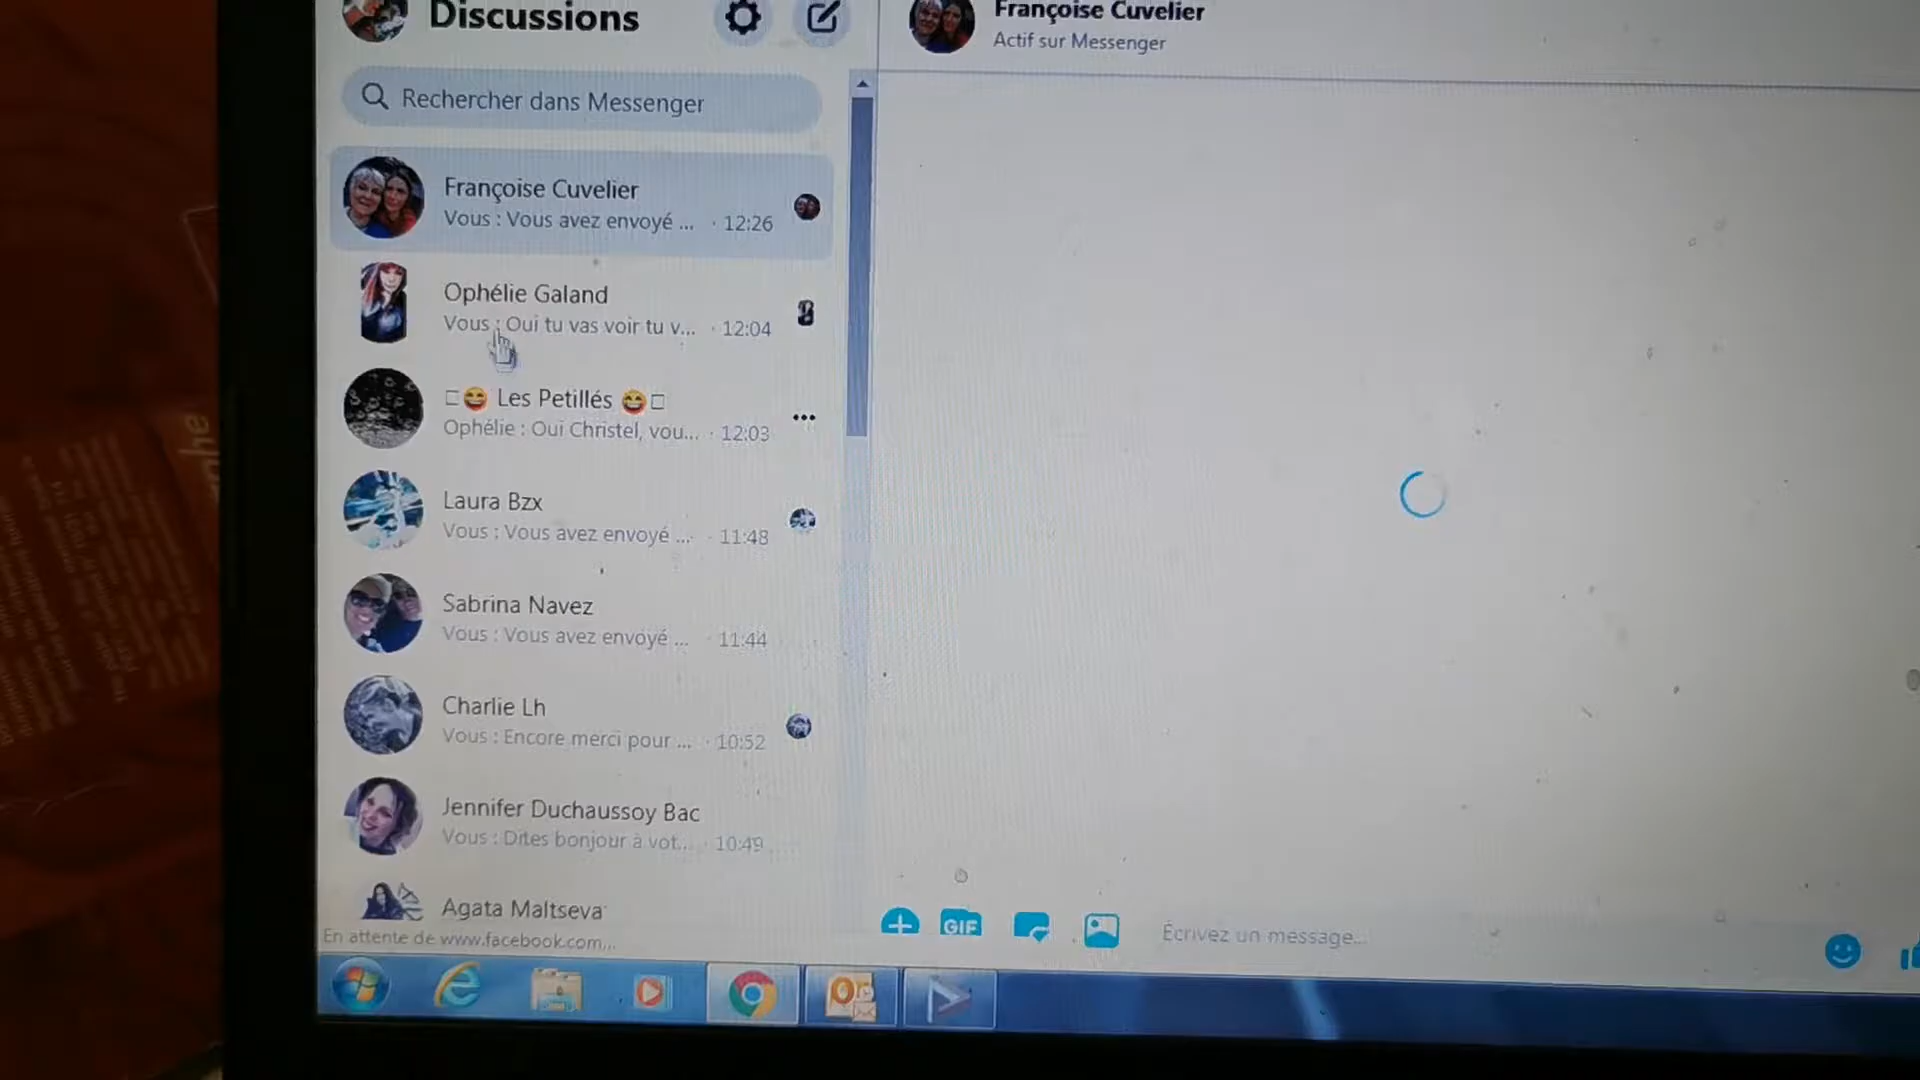 Discussions
Françoise Cuvelier
Actif sur Messenger
Rechercher dans Messenger
Françoise Cuvelier
Vous : Vous avez envoyé ... · 12:26
Ophélie Galand
Vous : Oui tu vas voir tu v... · 12:04
□😄 Les Petillés 😄□
Ophélie : Oui Christel, vou... · 12:03
Laura Bzx
Vous : Vous avez envoyé ... · 11:48
Sabrina Navez
Vous : Vous avez envoyé ... · 11:44
Charlie Lh
Vous : Encore merci pour ... · 10:52
Jennifer Duchaussoy Bac
Vous : Dites bonjour à vot... · 10:49
Agata Maltseva
En attente de www.facebook.com...
GIF
Écrivez un message...